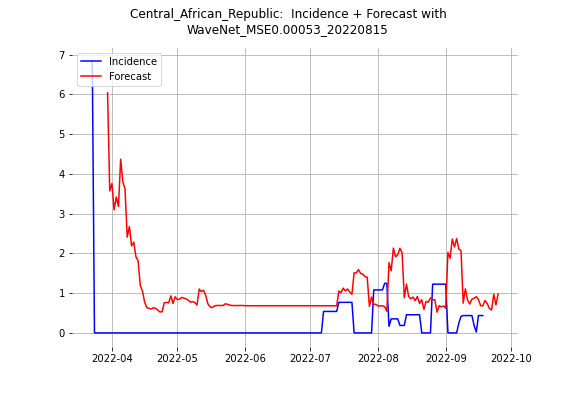 Central_African_Republic:  Incidence + Forecast with
WaveNet_MSE0.00053_20220815
Incidence
Forecast
7
6
5
4
3
2
1
0
2022-04 2022-05 2022-06 2022-07 2022-08 2022-09 2022-10